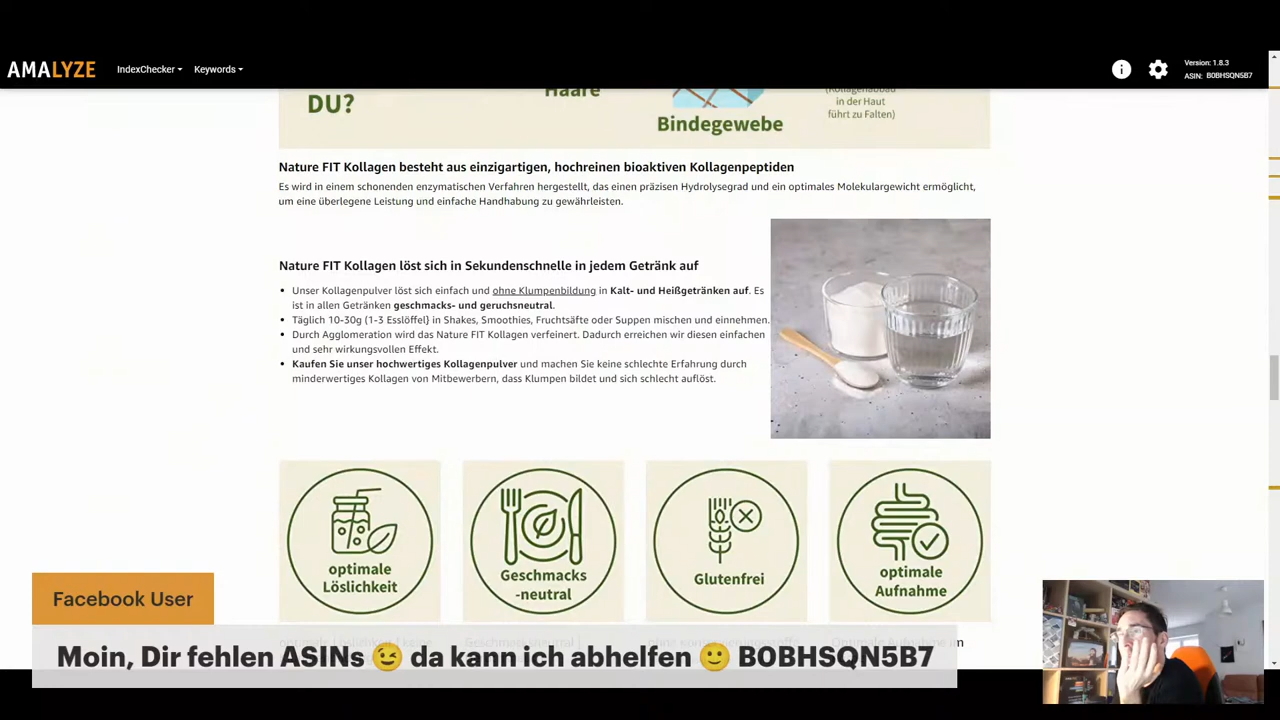 AMALYZE
IndexChecker
Keywords
Version: 1.8.3
ASIN: B0BHSQN5B7
DU?
Haare
Bindegewebe
(Kollagenabbau
in der Haut
führt zu Falten)
Nature FIT Kollagen besteht aus einzigartigen, hochreinen bioaktiven Kollagenpeptiden
Es wird in einem schonenden enzymatischen Verfahren hergestellt, das einen präzisen Hydrolysegrad und ein optimales Molekulargewicht ermöglicht,
um eine überlegene Leistung und einfache Handhabung zu gewährleisten.
Nature FIT Kollagen löst sich in Sekundenschnelle in jedem Getränk auf
Unser Kollagenpulver löst sich einfach und ohne Klumpenbildung in Kalt- und Heißgetränken auf. Es
ist in allen Getränken geschmacks- und geruchsneutral.
Täglich 10-30g (1-3 Esslöffel} in Shakes, Smoothies, Fruchtsäfte oder Suppen mischen und einnehmen.
Durch Agglomeration wird das Nature FIT Kollagen verfeinert. Dadurch erreichen wir diesen einfachen
und sehr wirkungsvollen Effekt.
Kaufen Sie unser hochwertiges Kollagenpulver und machen Sie keine schlechte Erfahrung durch
minderwertiges Kollagen von Mitbewerbern, dass Klumpen bildet und sich schlecht auflöst.
optimale
Löslichkeit
Geschmacks
-neutral
Glutenfrei
optimale
Aufnahme
Facebook User
Moin, Dir fehlen ASINs 😉 da kann ich abhelfen 🙂 B0BHSQN5B7